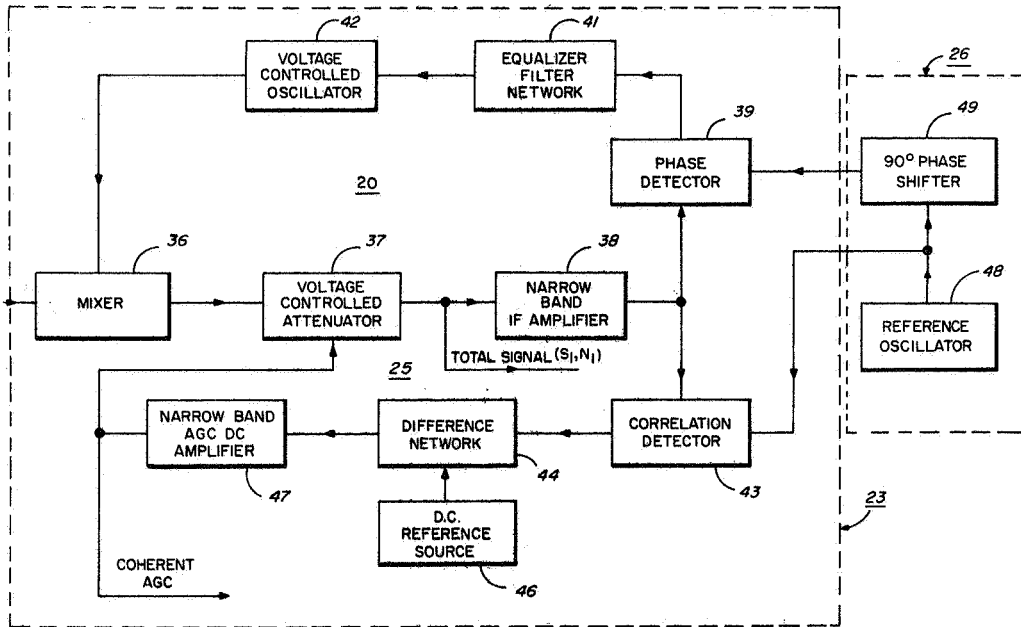 42
VOLTAGE
CONTROLLED
OSCILLATOR
41
EQUALIZER
FILTER
NETWORK
26
39
PHASE
DETECTOR
49
90° PHASE
SHIFTER
20
36
MIXER
37
VOLTAGE
CONTROLLED
ATTENUATOR
38
NARROW
BAND
IF AMPLIFIER
48
REFERENCE
OSCILLATOR
TOTAL SIGNAL (S1,N1)
25
NARROW BAND
AGC DC
AMPLIFIER
47
DIFFERENCE
NETWORK
44
CORRELATION
DETECTOR
43
D.C.
REFERENCE
SOURCE
46
23
COHERENT
AGC